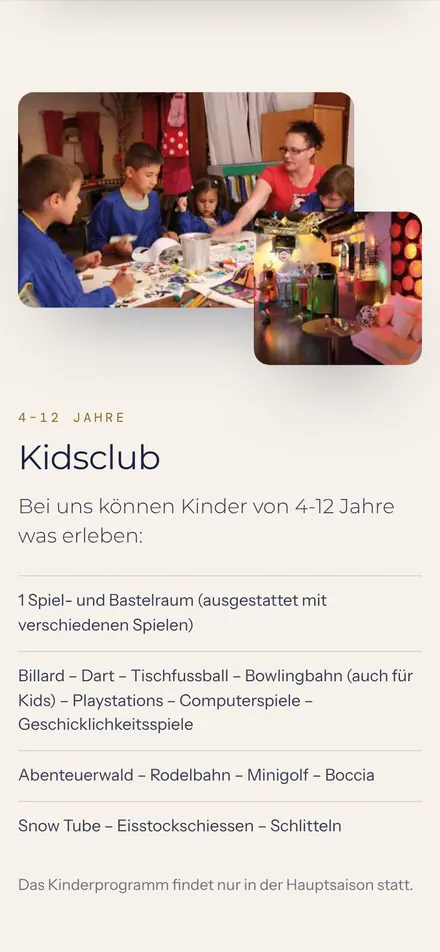 4–12 JAHRE
Kidsclub
Bei uns können Kinder von 4-12 Jahre
was erleben:
1 Spiel- und Bastelraum (ausgestattet mit
verschiedenen Spielen)
Billard – Dart – Tischfussball – Bowlingbahn (auch für
Kids) – Playstations – Computerspiele –
Geschicklichkeitsspiele
Abenteuerwald – Rodelbahn – Minigolf – Boccia
Snow Tube – Eisstockschiessen – Schlitteln
Das Kinderprogramm findet nur in der Hauptsaison statt.